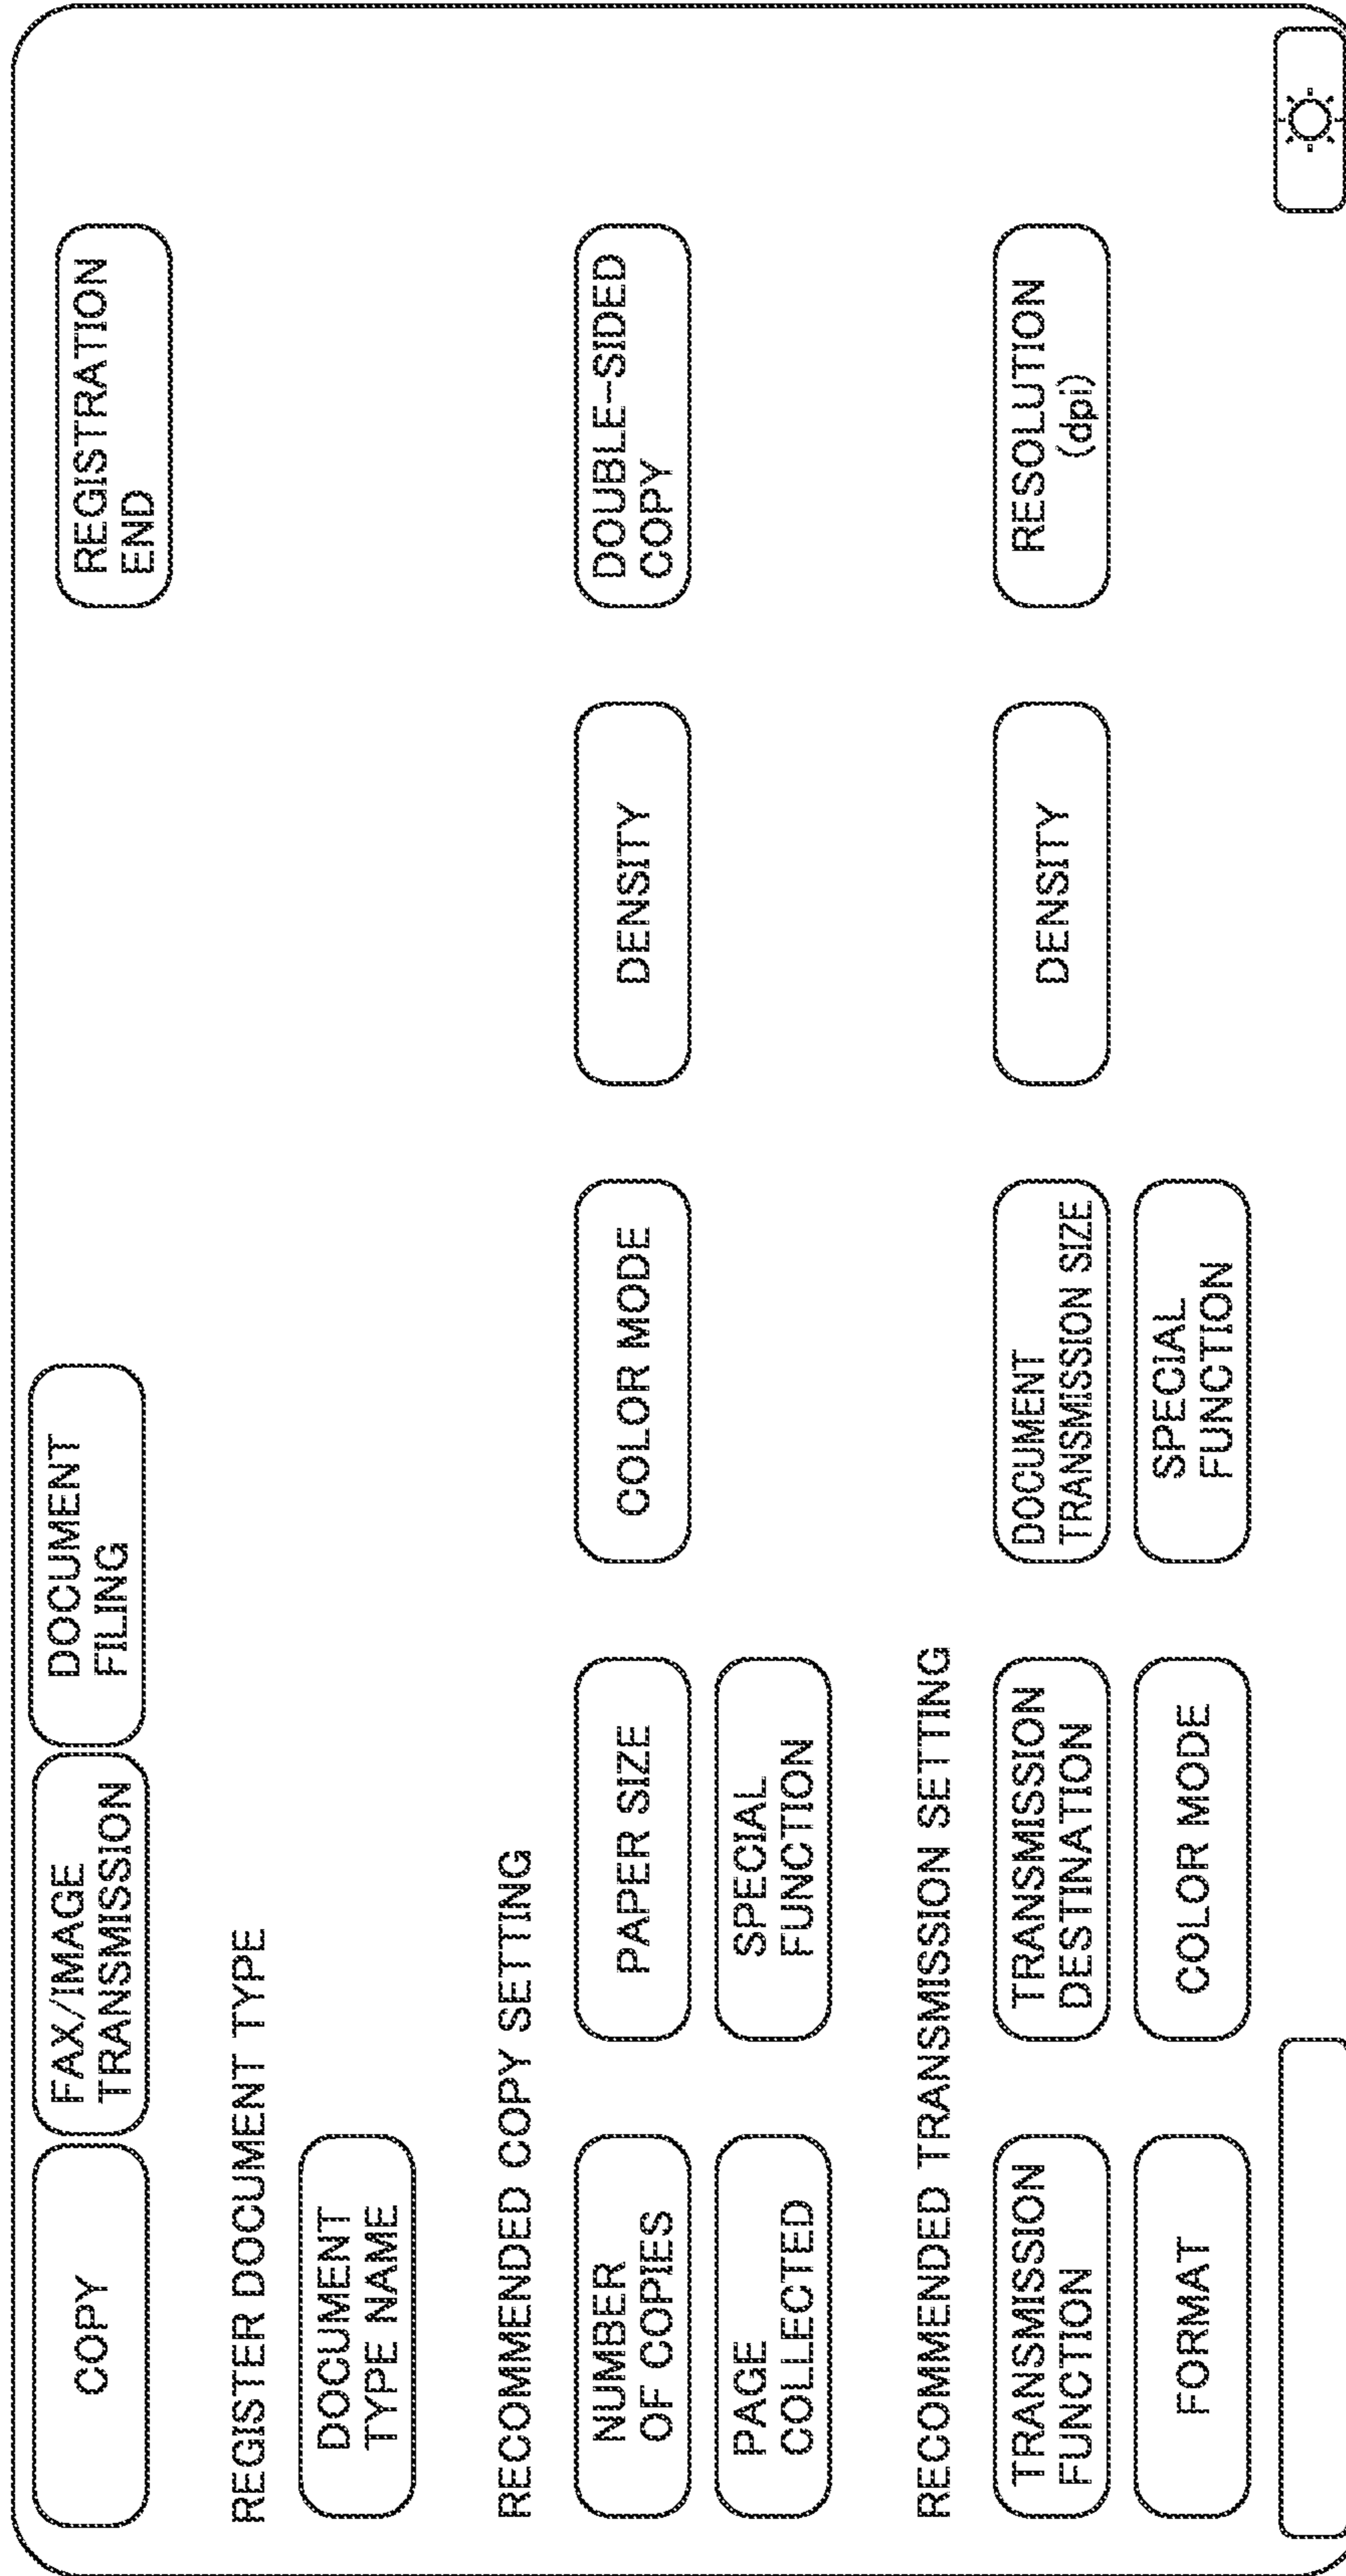 COPY
FAX/IMAGE
TRANSMISSION
DOCUMENT
FILING
REGISTRATION
END
REGISTER DOCUMENT TYPE
DOCUMENT
TYPE NAME
RECOMMENDED COPY SETTING
NUMBER
OF COPIES
PAPER SIZE
COLOR MODE
DENSITY
DOUBLE-SIDED
COPY
PAGE
COLLECTED
SPECIAL
FUNCTION
RECOMMENDED TRANSMISSION SETTING
TRANSMISSION
FUNCTION
TRANSMISSION
DESTINATION
DOCUMENT
TRANSMISSION SIZE
DENSITY
RESOLUTION
(dpi)
FORMAT
COLOR MODE
SPECIAL
FUNCTION